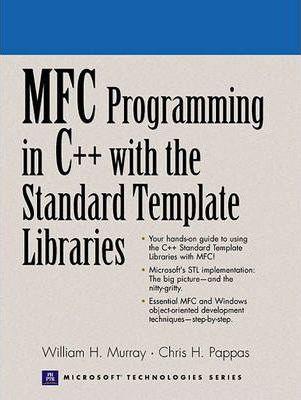 MFC Programming
in C++ with the
Standard Template
Libraries
• Your hands-on guide to using
the C++ Standard Template
Libraries with MFC!
• Microsoft's STL implementation:
The big picture—and the
nitty-gritty.
• Essential MFC and Windows
object-oriented development
techniques—step-by-step.
William H. Murray · Chris H. Pappas
PH
PTR
MICROSOFT® TECHNOLOGIES SERIES